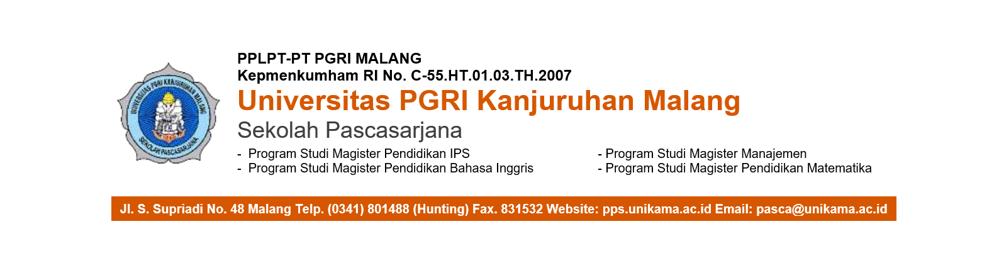 PPLPT-PT PGRI MALANG
Kepmenkumham RI No. C-55.HT.01.03.TH.2007
Universitas PGRI Kanjuruhan Malang
Sekolah Pascasarjana
- Program Studi Magister Pendidikan IPS
- Program Studi Magister Manajemen
- Program Studi Magister Pendidikan Bahasa Inggris
- Program Studi Magister Pendidikan Matematika
UNIVERSITAS PGRI KANJURUHAN MALANG
SEKOLAH PASCASARJANA
Jl. S. Supriadi No. 48 Malang Telp. (0341) 801488 (Hunting) Fax. 831532 Website: pps.unikama.ac.id Email: pasca@unikama.ac.id